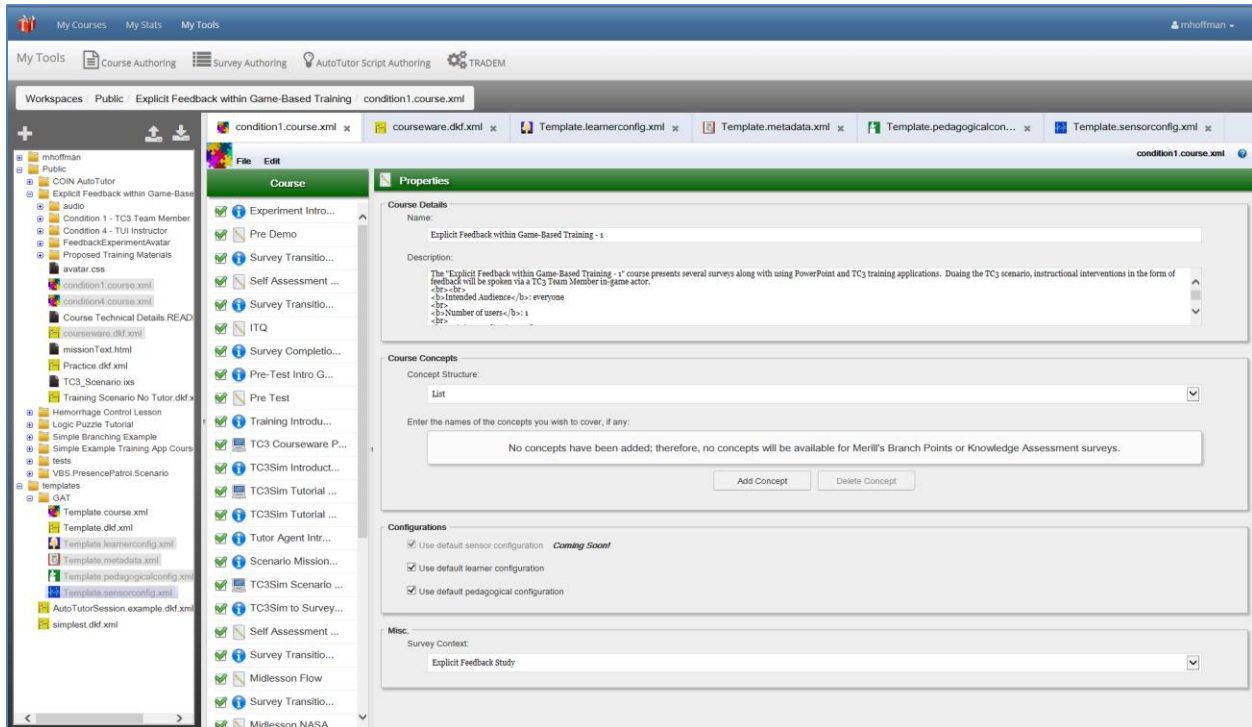 My Courses My Stats My Tools
mhoffman
My Tools Course Authoring Survey Authoring AutoTutor Script Authoring TRADEM
Workspaces / Public / Explicit Feedback within Game-Based Training / condition1.course.xml
mhoffman
Public
COIN AutoTutor
Explicit Feedback within Game-Base
audio
Condition 1 - TC3 Team Member
Condition 4 - TUI Instructor
FeedbackExperimentAvatar
Proposed Training Materials
avatar.css
condition1.course.xml
condition4.course.xml
Course Technical Details.READ
courseware.dkf.xml
missionText.html
Practice.dkf.xml
TC3_Scenario.ixs
Training Scenario No Tutor.dkf.x
Hemorrhage Control Lesson
Logic Puzzle Tutorial
Simple Branching Example
Simple Example Training App Cours
tests
VBS.PresencePatrol.Scenario
templates
GAT
Template.course.xml
Template.dkf.xml
Template.learnerconfig.xml
Template.metadata.xml
Template.pedagogicalconfig.xml
Template.sensorconfig.xml
AutoTutorSession.example.dkf.xml
simplest.dkf.xml
condition1.course.xml x courseware.dkf.xml x Template.learnerconfig.xml x Template.metadata.xml x Template.pedagogicalcon... x Template.sensorconfig.xml x
File Edit
condition1.course.xml
Course
Experiment Intro...
Pre Demo
Survey Transitio...
Self Assessment ...
Survey Transitio...
ITQ
Survey Completio...
Pre-Test Intro G...
Pre Test
Training Introdu...
TC3 Courseware P...
TC3Sim Introduct...
TC3Sim Tutorial ...
TC3Sim Tutorial ...
Tutor Agent Intr...
Scenario Mission...
TC3Sim Scenario ...
TC3Sim to Survey...
Self Assessment ...
Survey Transitio...
Midlesson Flow
Survey Transitio...
Midlesson NASA
Properties
Course Details
Name:
Explicit Feedback within Game-Based Training - 1
Description:
The "Explicit Feedback within Game-Based Training - 1" course presents several surveys along with using PowerPoint and TC3 training applications. Duaing the TC3 scenario, instructional interventions in the form of
feedback will be spoken via a TC3 Team Member in-game actor.
<br><br>
<b>Intended Audience</b>: everyone
<br>
<b>Number of users</b>: 1
<br>
Course Concepts
Concept Structure:
List
Enter the names of the concepts you wish to cover, if any:
No concepts have been added; therefore, no concepts will be available for Merill's Branch Points or Knowledge Assessment surveys.
Add Concept Delete Concept
Configurations
Use default sensor configuration Coming Soon!
Use default learner configuration
Use default pedagogical configuration
Misc.
Survey Context:
Explicit Feedback Study